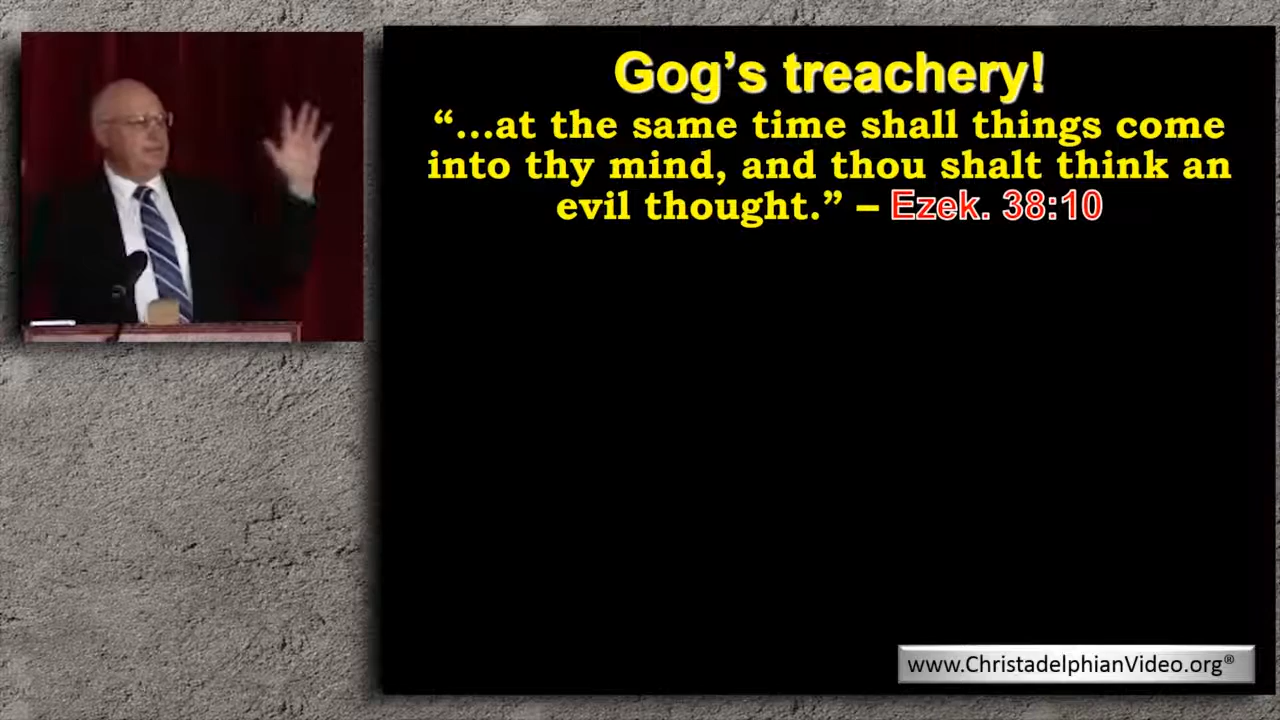 Gog’s treachery!
“...at the same time shall things come
into thy mind, and thou shalt think an
evil thought.” – Ezek. 38:10
www.ChristadelphianVideo.org®